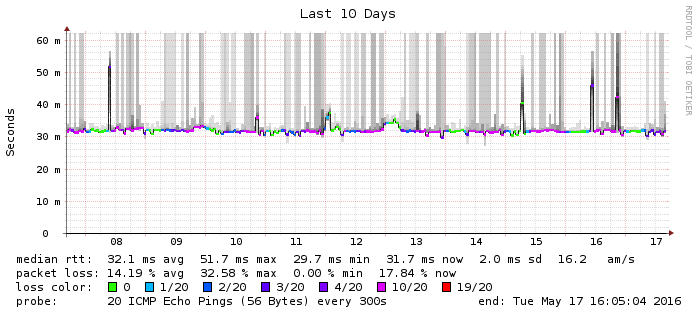 Last 10 Days
RRDTOOL / TOBI OETIKER
Seconds
60 m
50 m
40 m
30 m
20 m
10 m
0
08 09 10 11 12 13 14 15 16 17
median rtt: 32.1 ms avg 51.7 ms max 29.7 ms min 31.7 ms now 2.0 ms sd 16.2 am/s
packet loss: 14.19 % avg 32.58 % max 0.00 % min 17.84 % now
loss color: 0 1/20 2/20 3/20 4/20 10/20 19/20
probe: 20 ICMP Echo Pings (56 Bytes) every 300s end: Tue May 17 16:05:04 2016